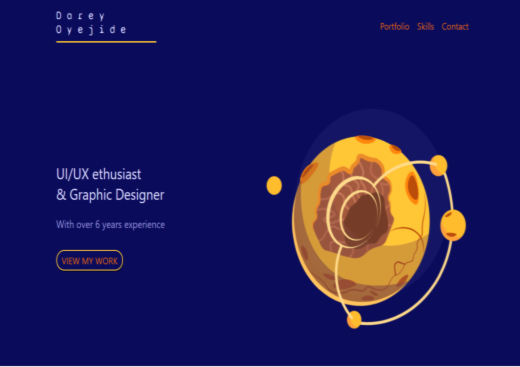 Dorey
Oyejide
Portfolio Skills Contact
UI/UX ethusiast
& Graphic Designer
With over 6 years experience
VIEW MY WORK